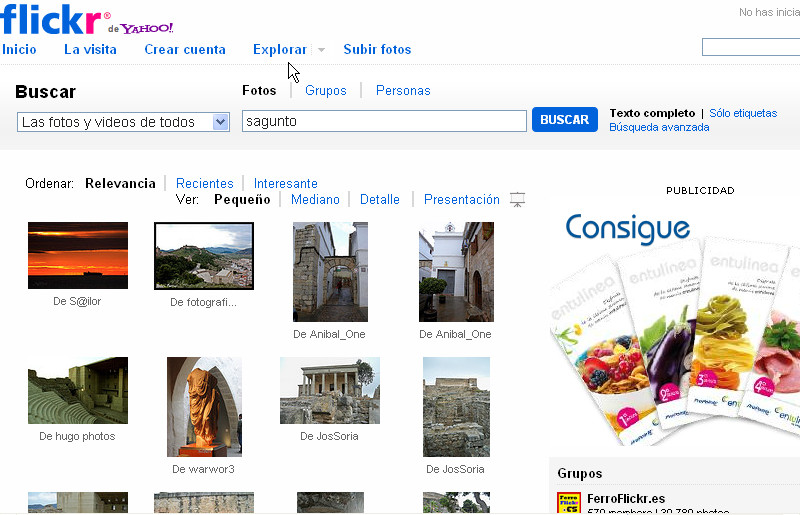 flickr® de YAHOO!
No has inicia
Inicio La visita Crear cuenta Explorar Subir fotos
Buscar
Fotos Grupos Personas
Las fotos y videos de todos
sagunto
BUSCAR
Texto completo | Sólo etiquetas
Búsqueda avanzada
Ordenar: Relevancia Recientes Interesante
Ver: Pequeño Mediano Detalle Presentación
De S@ilor
De fotografi...
De Anibal_One
De Anibal_One
De hugo photos
De warwor3
De JosSoria
De JosSoria
PUBLICIDAD
Consigue
entulinea
entulinea
entulinea
entulinea
Grupos
FerroFlickr.es